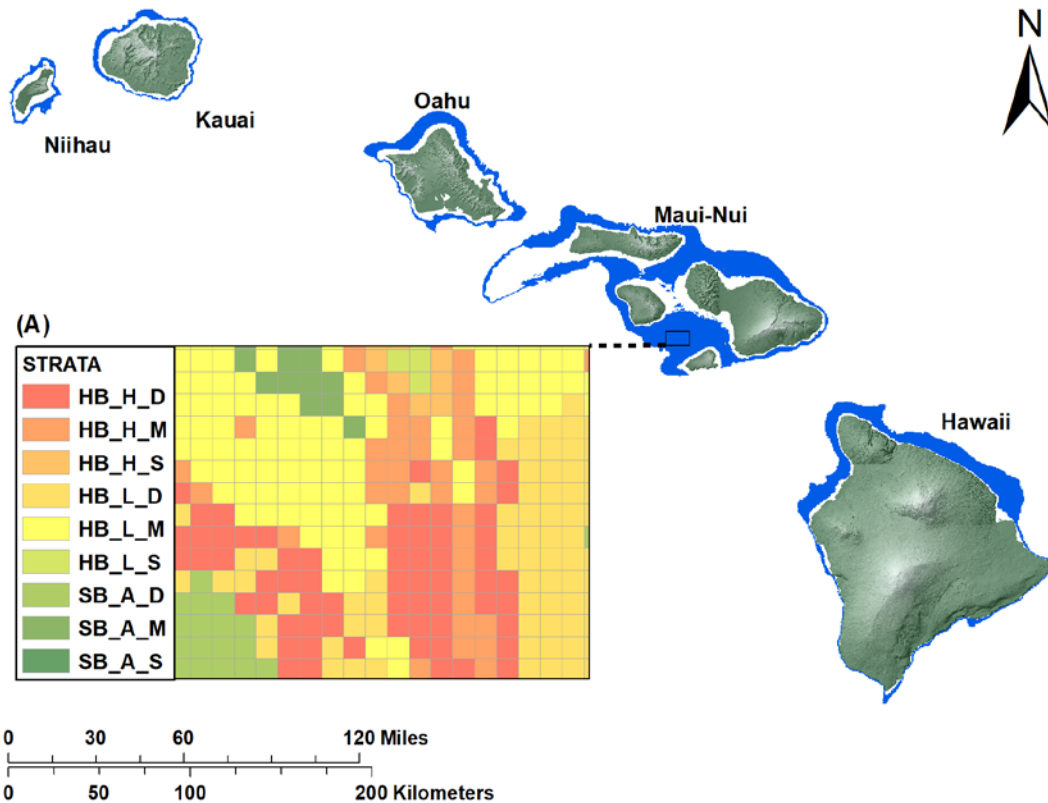 N
Oahu
Kauai
Niihau
Maui-Nui
(A)
STRATA
HB_H_D
HB_H_M
HB_H_S
HB_L_D
HB_L_M
HB_L_S
SB_A_D
SB_A_M
SB_A_S
Hawaii
0 30 60 120 Miles
0 50 100 200 Kilometers